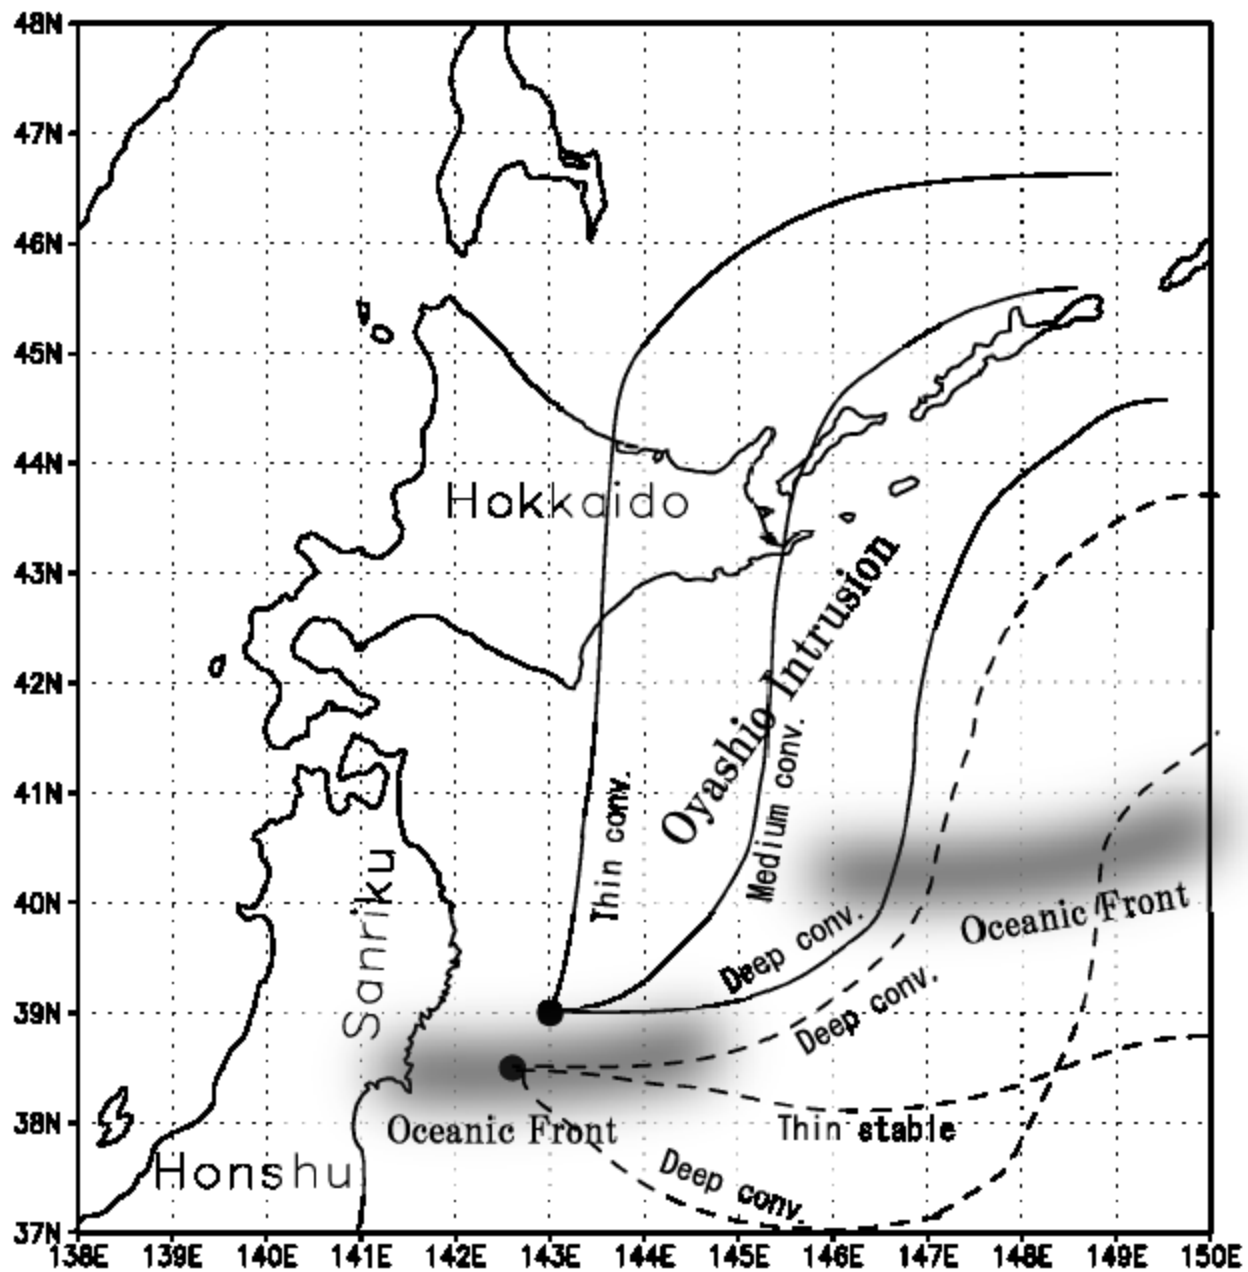 48N
47N
46N
45N
44N
Hokkaido
43N
Oyashio Intrusion
42N
41N
Thin conv.
Medium conv.
Sanriku
40N
Oceanic Front
Deep conv.
39N
Deep conv.
38N
Oceanic Front
Thin stable
Honshu
Deep conv.
37N
138E 139E 140E 141E 142E 143E 144E 145E 146E 147E 148E 149E 150E